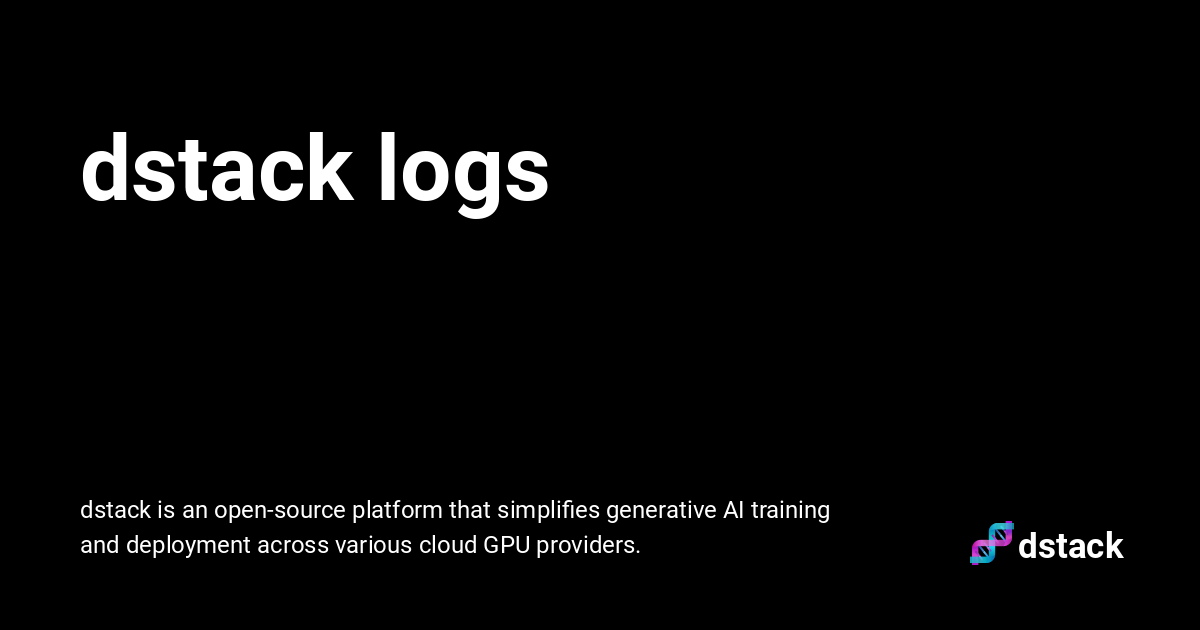 dstack logs
dstack is an open-source platform that simplifies generative AI training
and deployment across various cloud GPU providers.
dstack